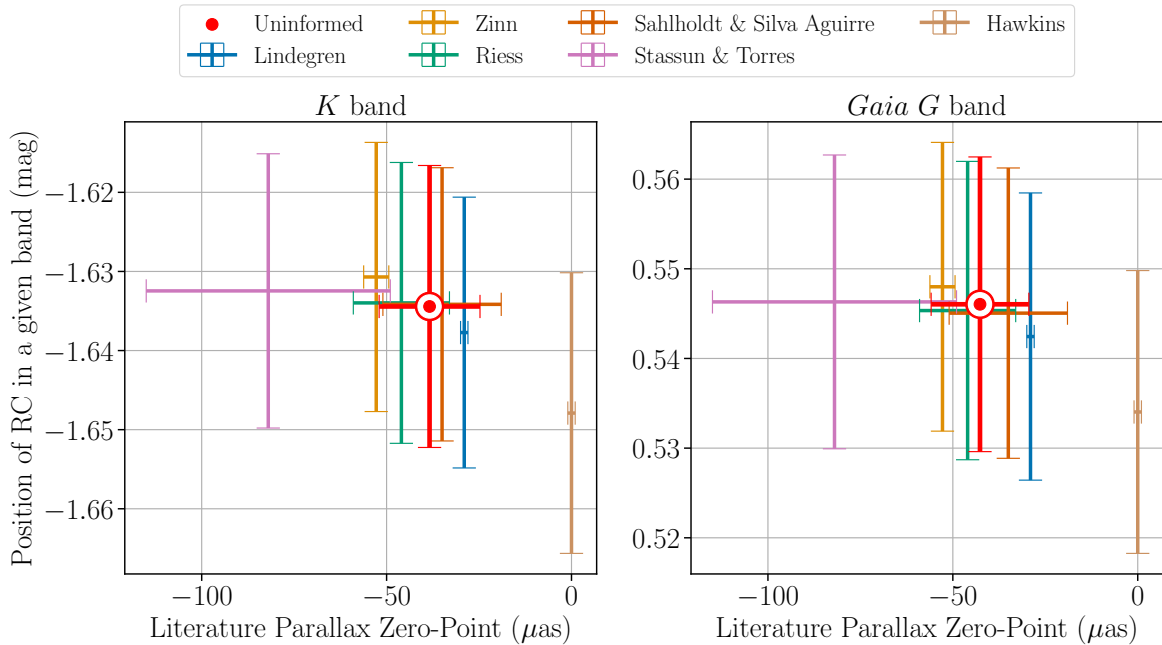 Uninformed Zinn Sahlholdt & Silva Aguirre Hawkins
Lindegren Riess Stassun & Torres
K band Gaia G band
Position of RC in a given band (mag)
−1.62
−1.63
−1.64
−1.65
−1.66
0.56
0.55
0.54
0.53
0.52
−100 −50 0 −100 −50 0
Literature Parallax Zero-Point (μas) Literature Parallax Zero-Point (μas)